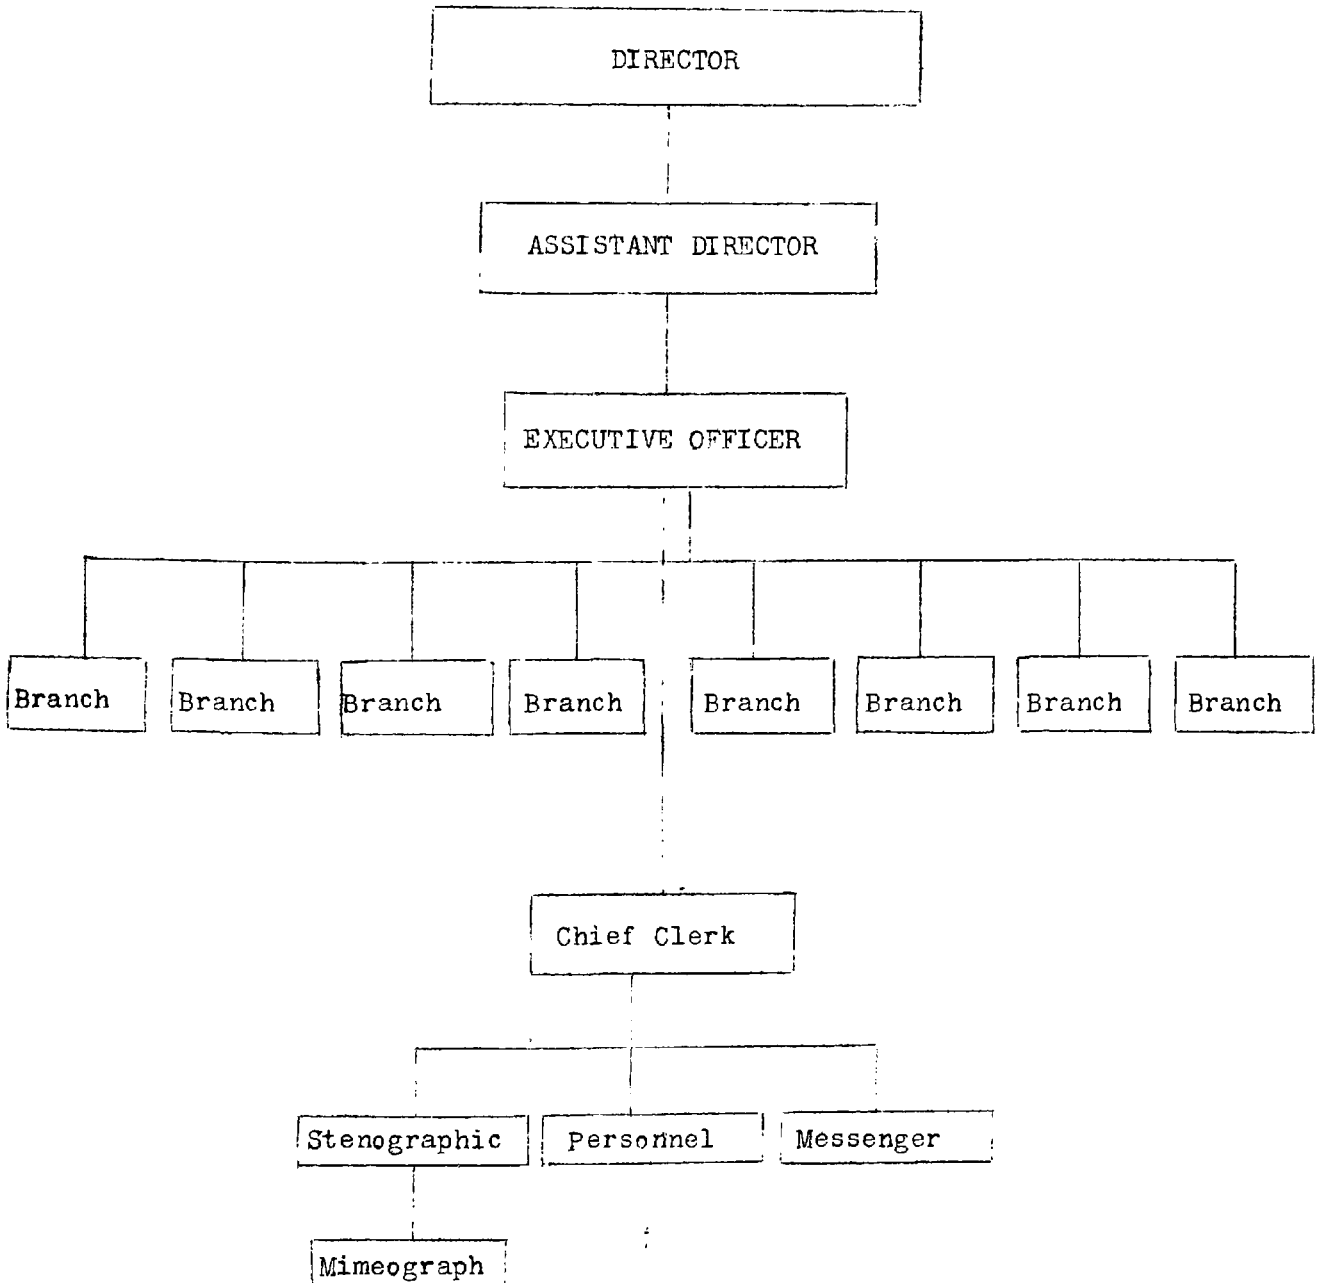 DIRECTOR
ASSISTANT DIRECTOR
EXECUTIVE OFFICER
Branch Branch Branch Branch Branch Branch Branch Branch
Chief Clerk
Stenographic Personnel Messenger
Mimeograph